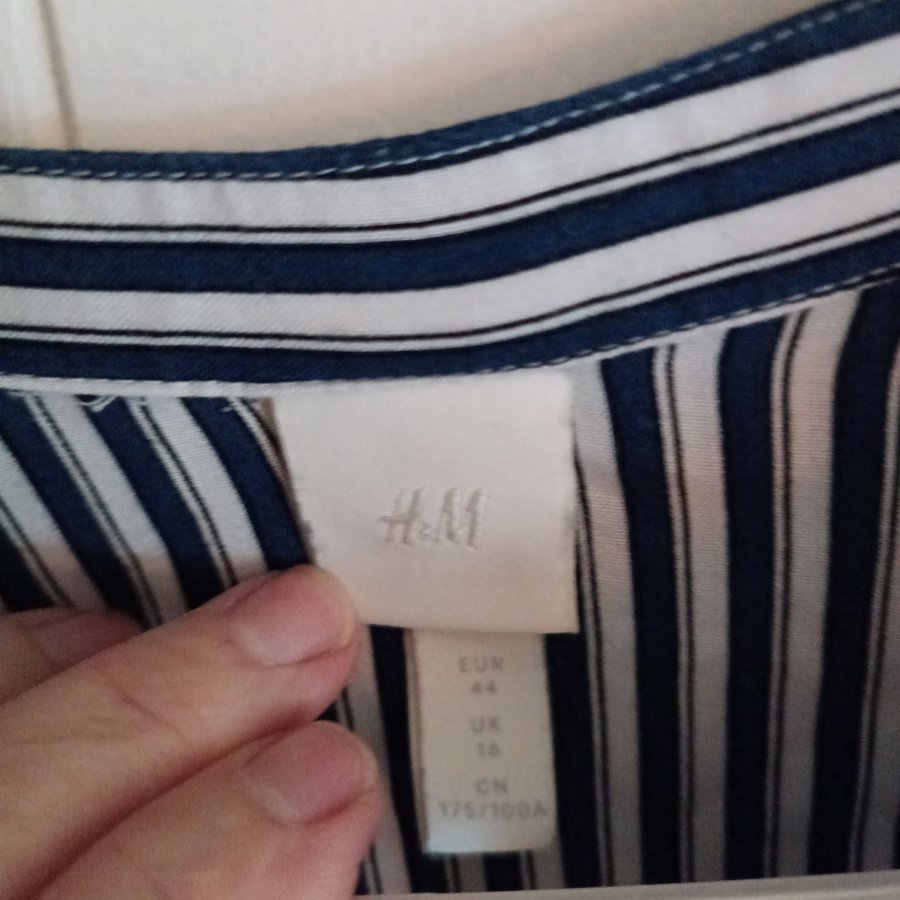 H&M
EUR
44
UK
16
CN
175/100A